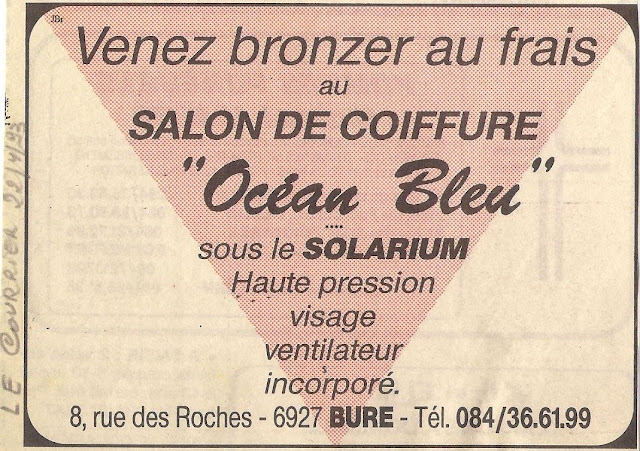 JBr
Venez bronzer au frais
au
SALON DE COIFFURE
"Océan Bleu"
....
sous le SOLARIUM
Haute pression
visage
ventilateur
incorporé.
8, rue des Roches - 6927 BURE - Tél. 084/36.61.99
LE COURRIER 22/4/93